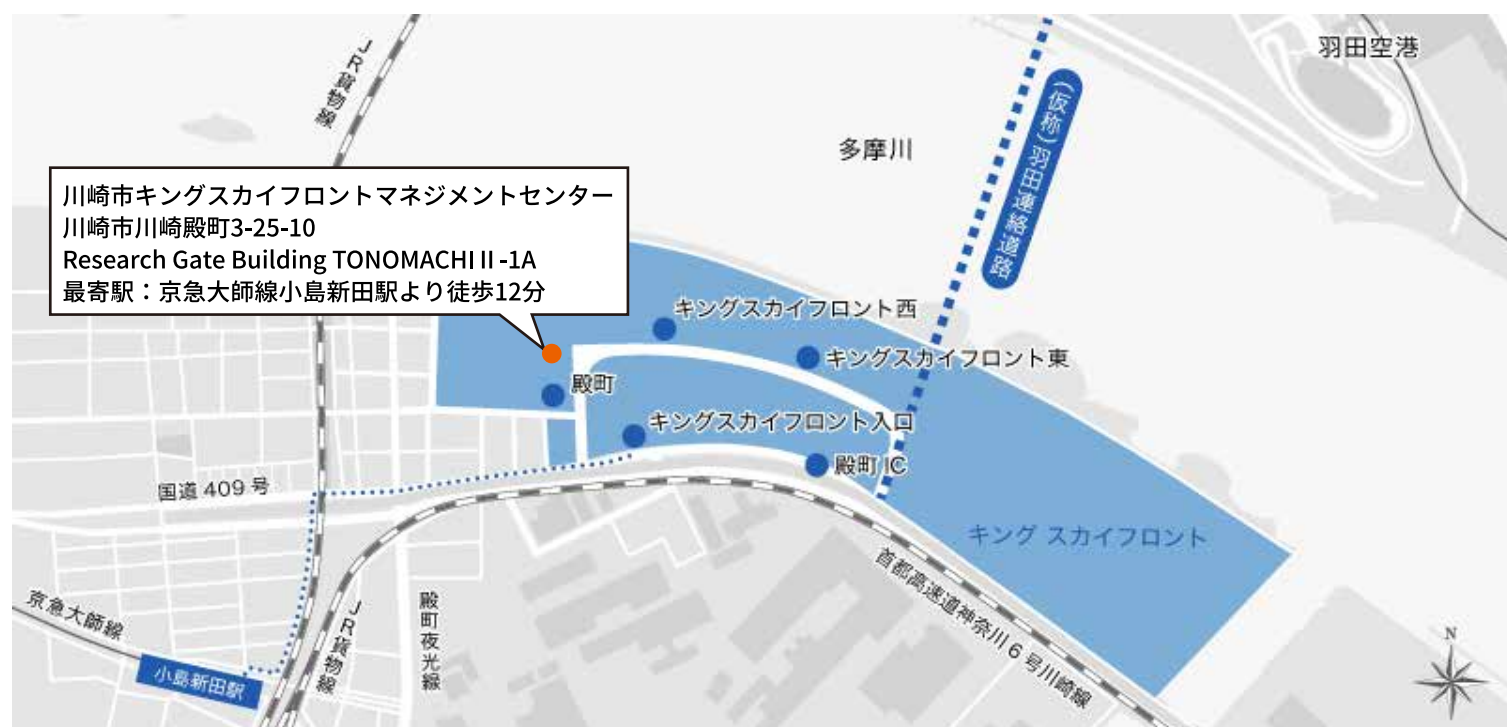 羽田空港
JR貨物線
(仮称)羽田連絡道路
多摩川
川崎市キングスカイフロントマネジメントセンター
川崎市川崎殿町3-25-10
Research Gate Building TONOMACHIⅡ-1A
最寄駅：京急大師線小島新田駅より徒歩12分
キングスカイフロント西
キングスカイフロント東
殿町
キングスカイフロント入口
殿町 IC
国道 409 号
キング スカイフロント
首都高速道神奈川 6 号川崎線
京急大師線
小島新田駅
JR貨物線
殿町夜光線
N